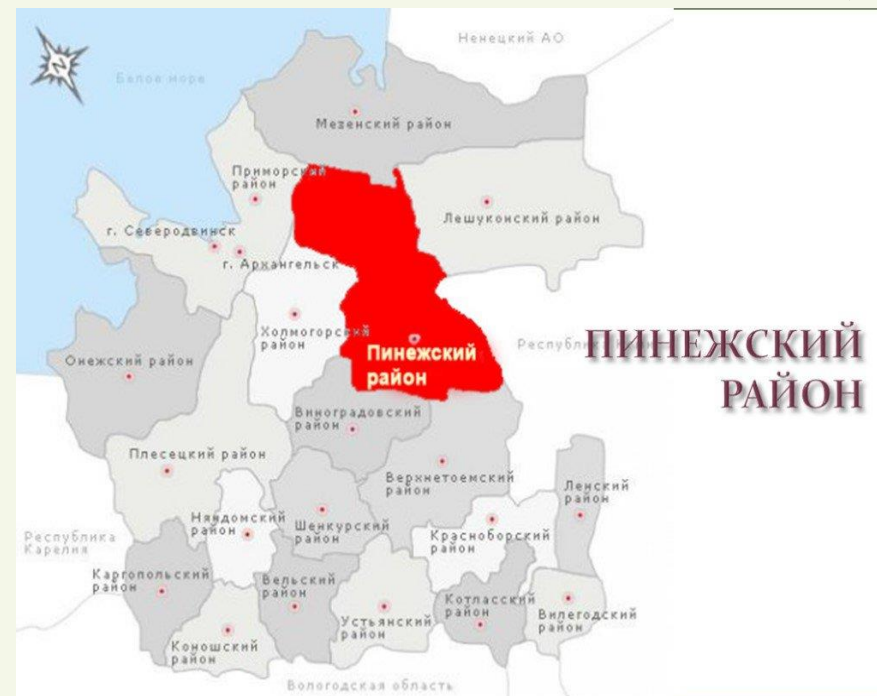 Ненецкий АО
Белое море
Мезенский район
Приморский
район
Лешуконский район
г. Северодвинск
г. Архангельск
Холмогорский
район
Онежский район
Пинежский
район
Республика
ПИНЕЖСКИЙ
РАЙОН
Виноградовский
район
Плесецкий район
Верхнетоемский
район
Ленский
район
Няндомский
район
Шенкурский
район
Красноборский
район
Республика
Карелия
Каргопольский
район
Вельский
район
Устьянский
район
Котласский
район
Вилегодский
район
Коношский
район
Вологодская область